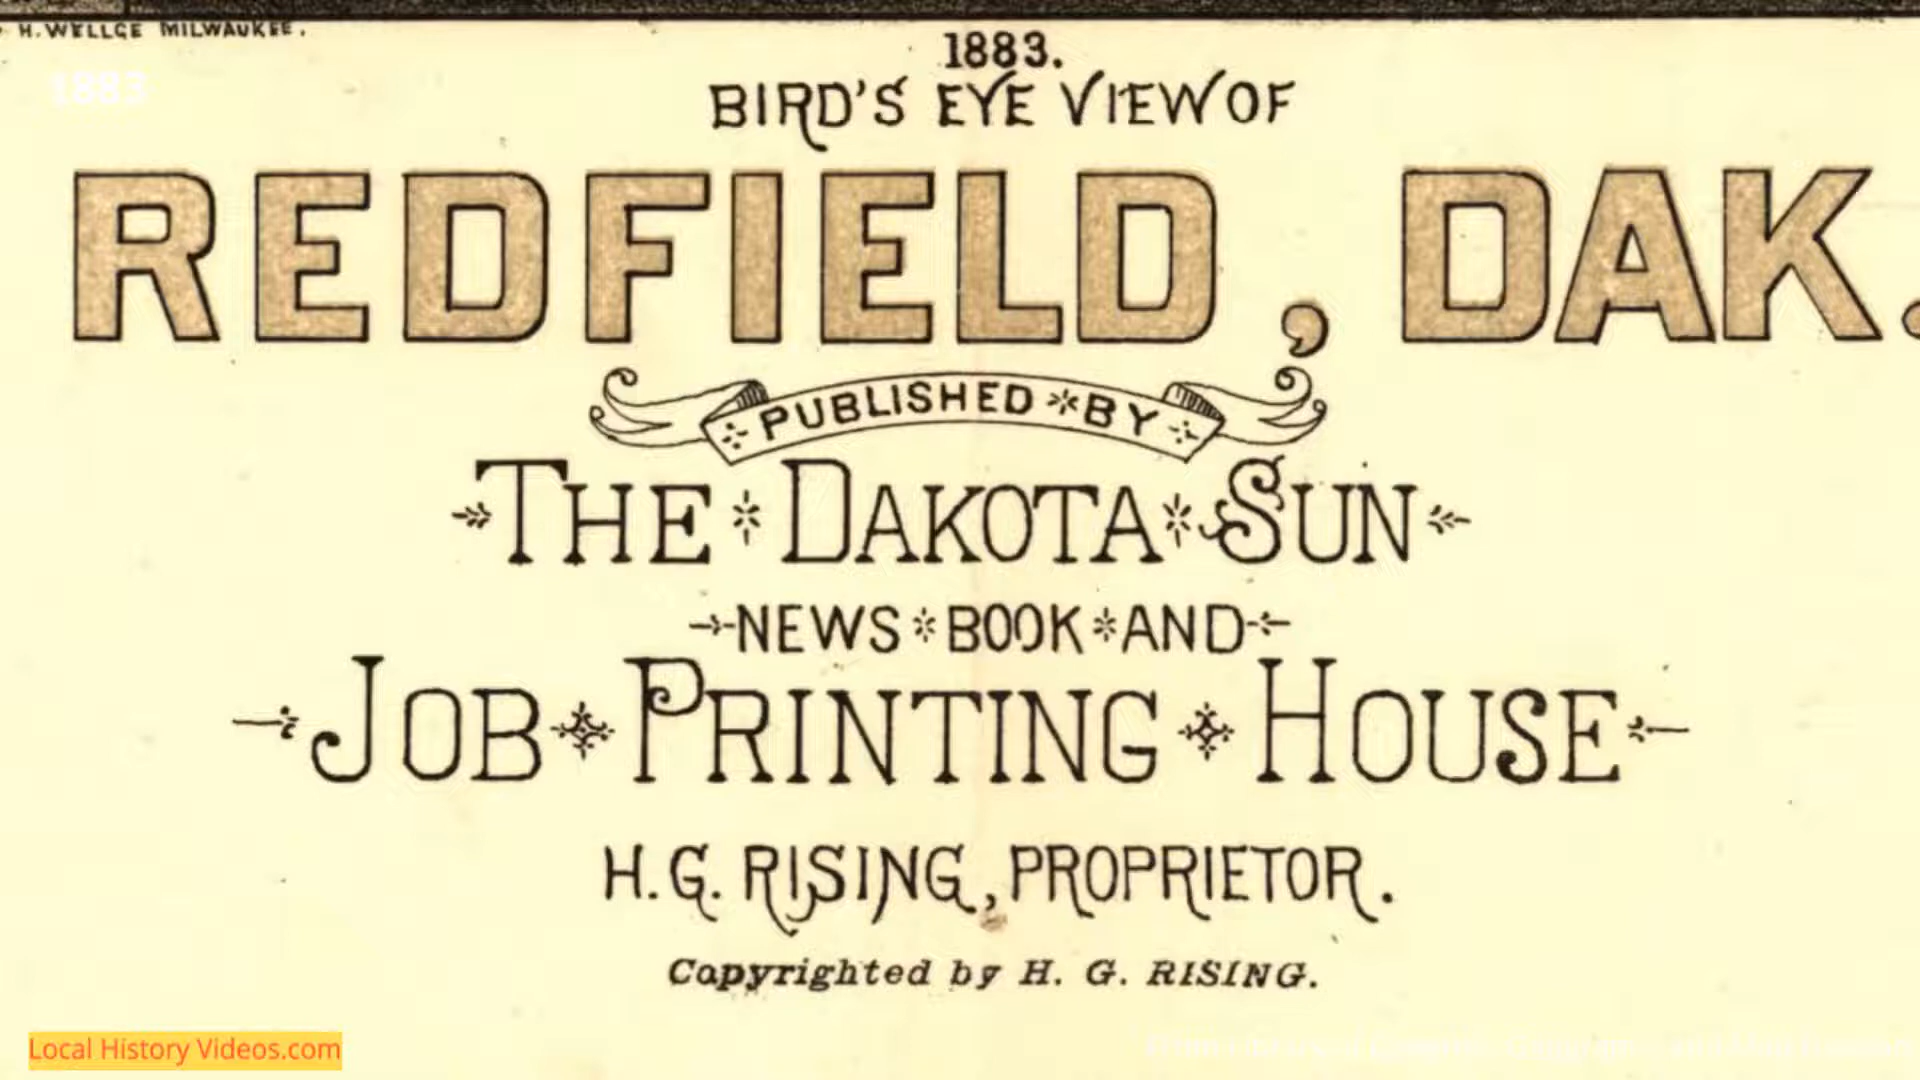 H. WELLGE MILWAUKEE.
1883.
1883
BIRD'S EYE VIEW OF
REDFIELD, DAK.
PUBLISHED BY
THE DAKOTA SUN
NEWS BOOK AND
JOB PRINTING HOUSE
H. G. RISING, PROPRIETOR.
Copyrighted by H. G. RISING.
Local History Videos.com